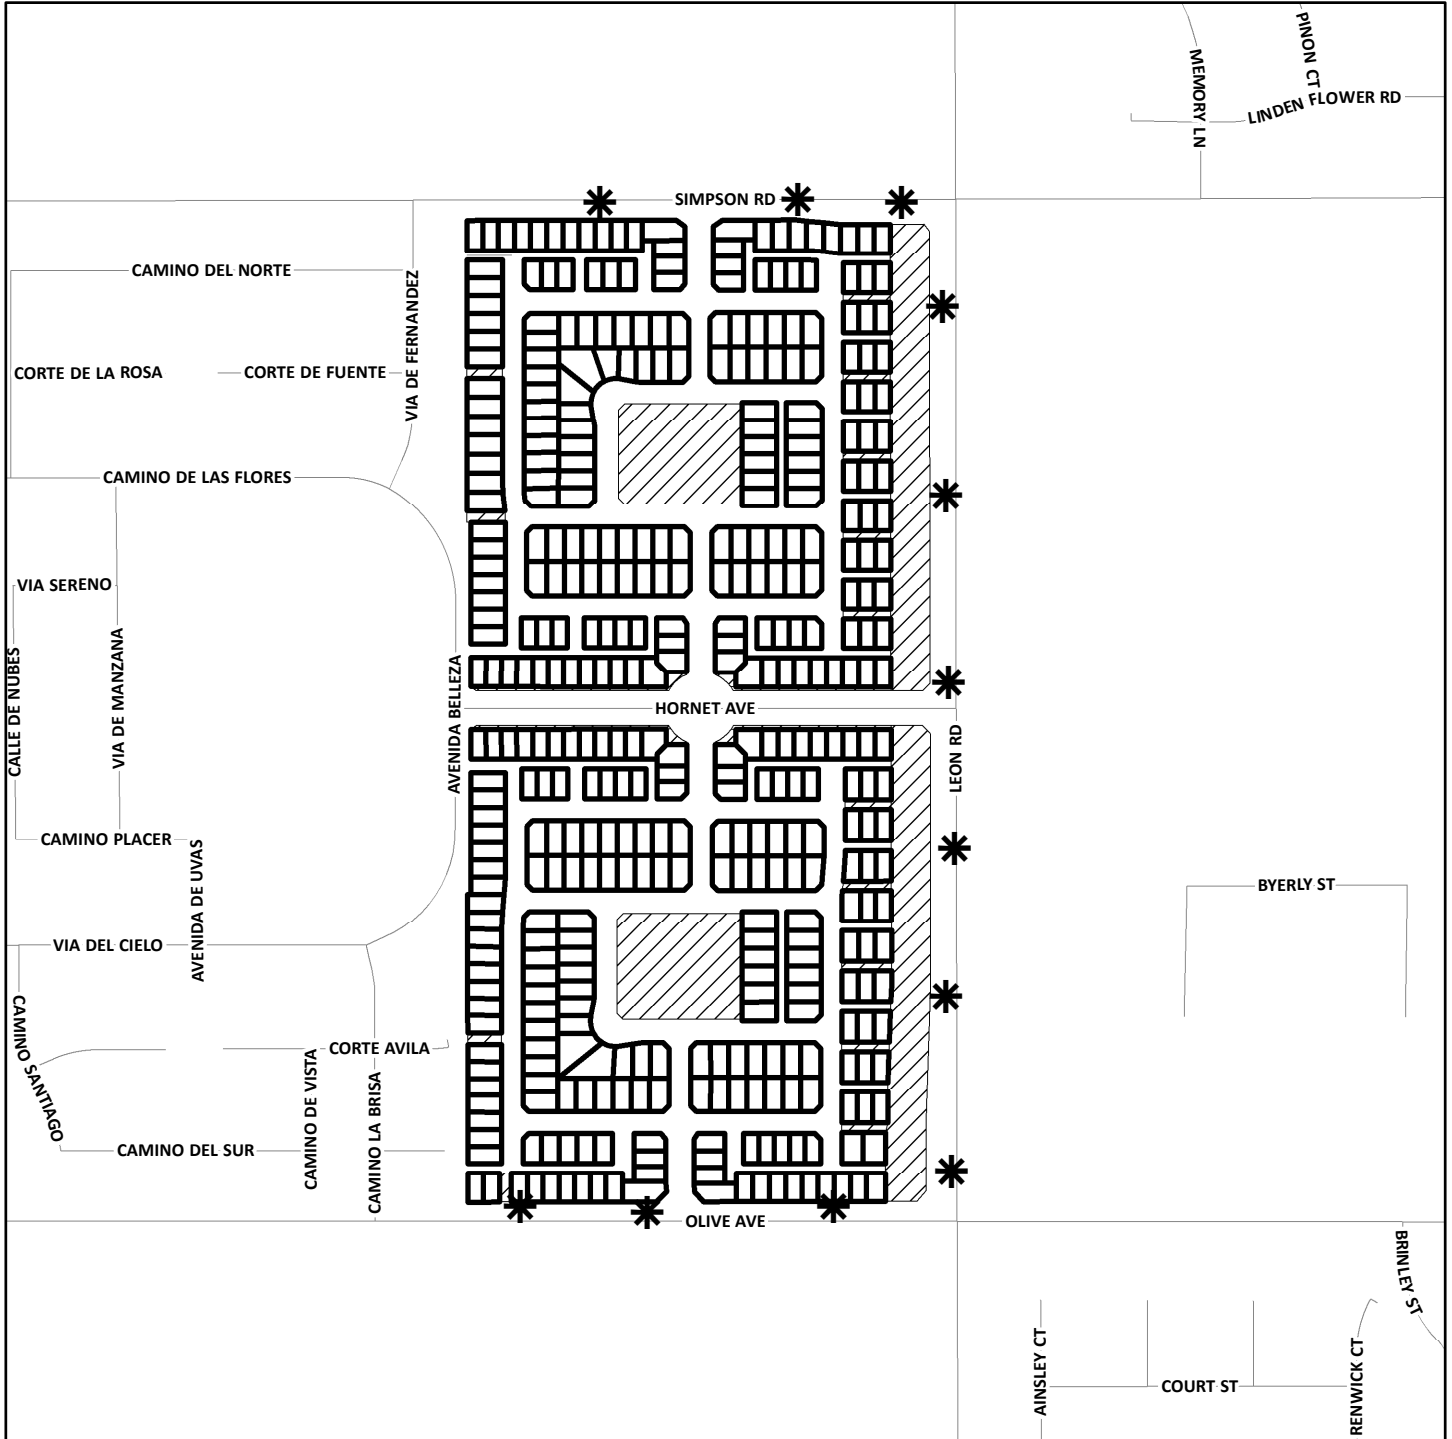 PINON CT
MEMORY LN
LINDEN FLOWER RD
SIMPSON RD
CAMINO DEL NORTE
VIA DE FERNANDEZ
CORTE DE LA ROSA
CORTE DE FUENTE
CAMINO DE LAS FLORES
VIA SERENO
CALLE DE NUBES
VIA DE MANZANA
AVENIDA BELLEZA
HORNET AVE
LEON RD
CAMINO PLACER
AVENIDA DE UVAS
BYERLY ST
VIA DEL CIELO
CAMINO SANTIAGO
CORTE AVILA
CAMINO DE VISTA
CAMINO LA BRISA
CAMINO DEL SUR
OLIVE AVE
BRINLEY ST
AINSLEY CT
COURT ST
RENWICK CT